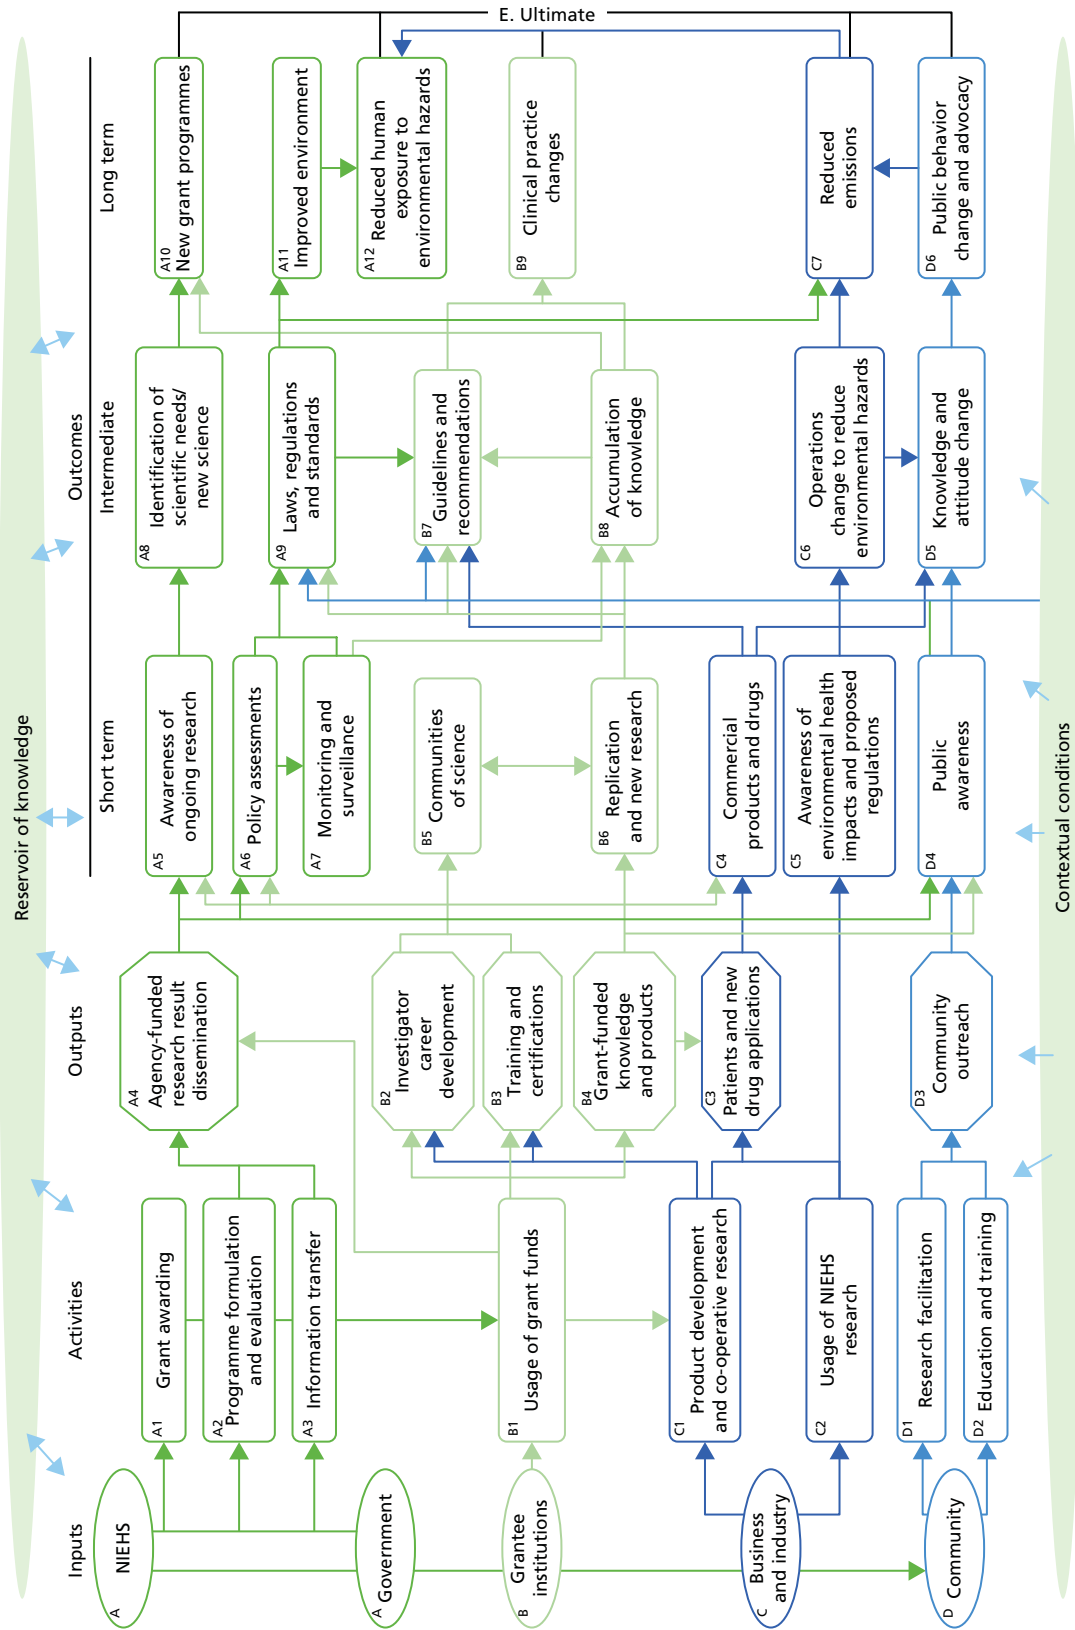 Reservoir of knowledge
Inputs
Activities
Outputs
Outcomes
Short term
Intermediate
Long term
A
NIEHS
A
Government
B
Grantee
institutions
C
Business
and industry
D
Community
A1
Grant awarding
A2
Programme formulation
and evaluation
A3
Information transfer
B1
Usage of grant funds
C1
Product development
and co-operative research
C2
Usage of NIEHS
research
D1
Research facilitation
D2
Education and training
A4
Agency-funded
research result
dissemination
B2
Investigator
career
development
B3
Training and
certifications
B4
Grant-funded
knowledge
and products
C3
Patients and new
drug applications
D3
Community
outreach
A5
Awareness of
ongoing research
A6
Policy assessments
A7
Monitoring and
surveillance
B5
Communities
of science
B6
Replication
and new research
C4
Commercial
products and drugs
C5
Awareness of
environmental health
impacts and proposed
regulations
D4
Public
awareness
A8
Identification of
scientific needs/
new science
A9
Laws, regulations
and standards
B7
Guidelines and
recommendations
B8
Accumulation
of knowledge
C6
Operations
change to reduce
environmental hazards
D5
Knowledge and
attitude change
A10
New grant programmes
A11
Improved environment
A12
Reduced human
exposure to
environmental hazards
B9
Clinical practice
changes
C7
Reduced
emissions
D6
Public behavior
change and advocacy
E. Ultimate
Contextual conditions